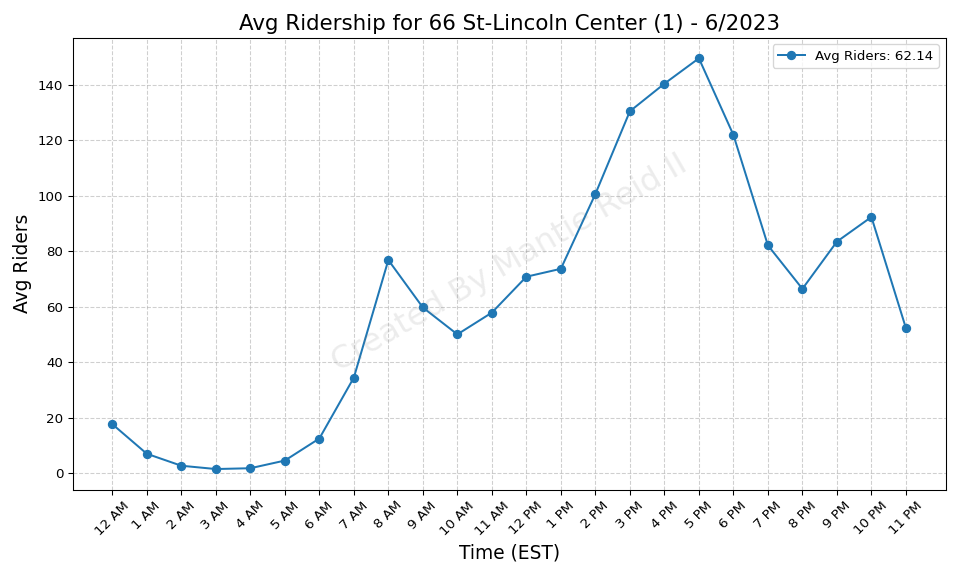 Avg Ridership for 66 St-Lincoln Center (1) - 6/2023
Avg Riders: 62.14
140
120
100
80
60
40
20
0
Avg Riders
Created By Mantie Reid II
12 AM
1 AM
2 AM
3 AM
4 AM
5 AM
6 AM
7 AM
8 AM
9 AM
10 AM
11 AM
12 PM
1 PM
2 PM
3 PM
4 PM
5 PM
6 PM
7 PM
8 PM
9 PM
10 PM
11 PM
Time (EST)